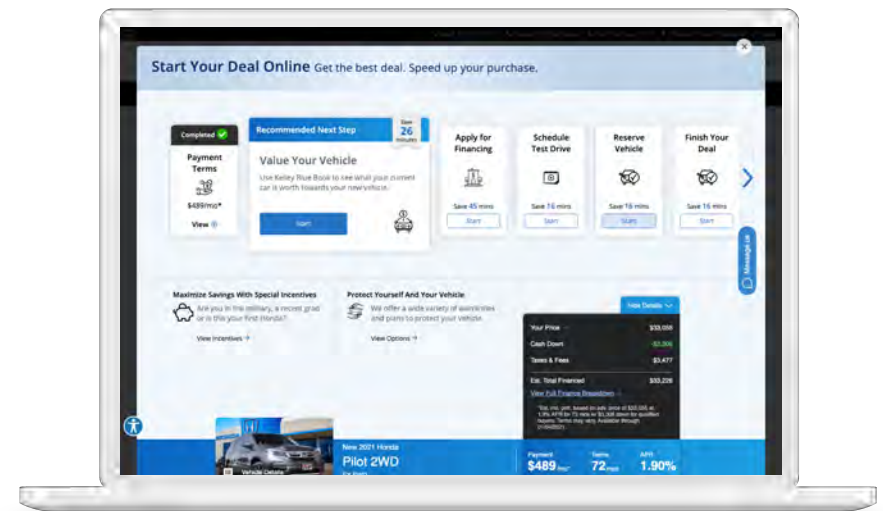 Start Your Deal Online Get the best deal. Speed up your purchase.
Completed
Payment
Terms
$489/mo*
View
Recommended Next Step
Save
26
minutes
Value Your Vehicle
Use Kelley Blue Book to see what your current
car is worth towards your new vehicle.
Start
Apply for
Financing
Save 45 mins
Start
Schedule
Test Drive
Save 16 mins
Start
Reserve
Vehicle
Save 16 mins
Start
Finish Your
Deal
Save 16 mins
Start
Message us
Maximize Savings With Special Incentives
Are you in the military, a recent grad
or is this your first Honda?
View Incentives
Protect Yourself And Your Vehicle
We offer a wide variety of warranties
and plans to protect your vehicle.
View Options
Hide Details
Your Price
Cash Down
Taxes & Fees
$3,477
Est. Total Financed
View Full Finance Breakdown
Vehicle Details
New 2021 Honda
Pilot 2WD
Payment
$489 /mo*
Terms
72 mos
APR
1.90%